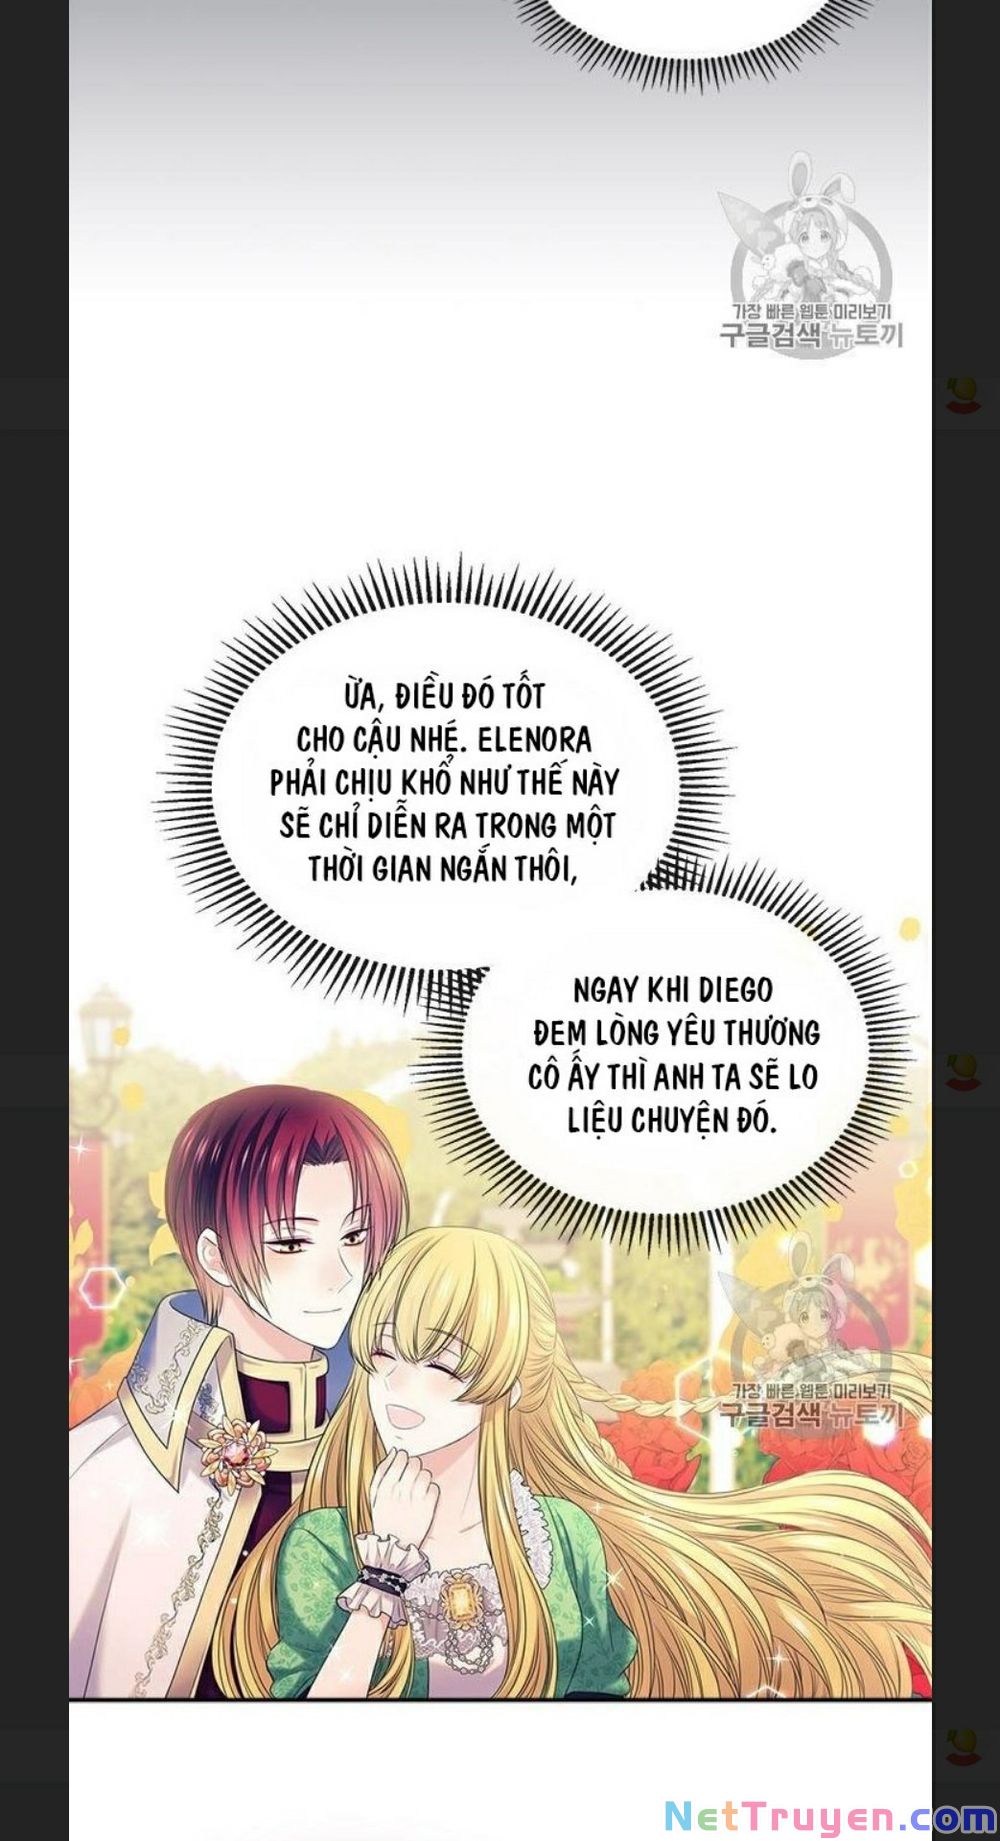 가장 빠른 웹툰 미리보기
구글검색 뉴토끼
ỪA, ĐIỀU ĐÓ TỐT
CHO CẬU NHÉ. ELENORA
PHẢI CHỊU KHỔ NHƯ THẾ NÀY
SẼ CHỈ DIỄN RA TRONG MỘT
THỜI GIAN NGẮN THÔI,
NGAY KHI DIEGO
ĐEM LÒNG YÊU THƯƠNG
CÔ ẤY THÌ ANH TA SẼ LO
LIỆU CHUYỆN ĐÓ.
가장 빠른 웹툰 미리보기
구글검색 뉴토끼
NetTruyen.com